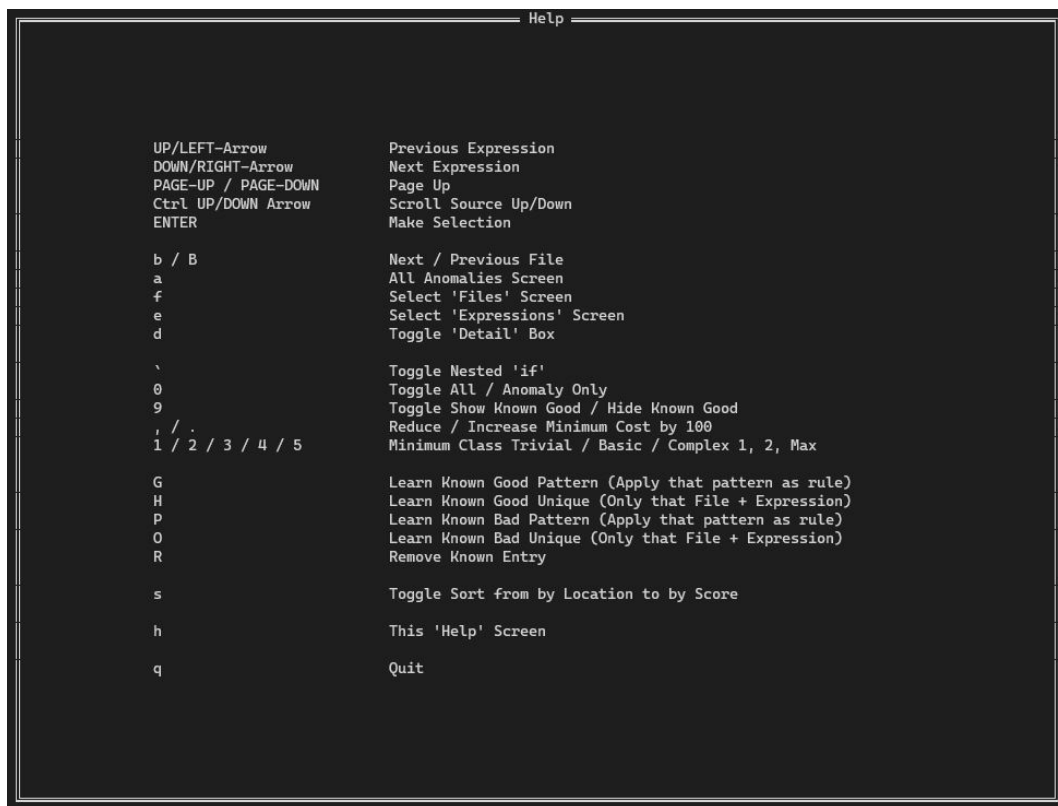 Help
UP/LEFT-Arrow Previous Expression
DOWN/RIGHT-Arrow Next Expression
PAGE-UP / PAGE-DOWN Page Up
Ctrl UP/DOWN Arrow Scroll Source Up/Down
ENTER Make Selection
b / B Next / Previous File
a All Anomalies Screen
f Select 'Files' Screen
e Select 'Expressions' Screen
d Toggle 'Detail' Box
` Toggle Nested 'if'
0 Toggle All / Anomaly Only
9 Toggle Show Known Good / Hide Known Good
, / . Reduce / Increase Minimum Cost by 100
1 / 2 / 3 / 4 / 5 Minimum Class Trivial / Basic / Complex 1, 2, Max
G Learn Known Good Pattern (Apply that pattern as rule)
H Learn Known Good Unique (Only that File + Expression)
P Learn Known Bad Pattern (Apply that pattern as rule)
O Learn Known Bad Unique (Only that File + Expression)
R Remove Known Entry
s Toggle Sort from by Location to by Score
h This 'Help' Screen
q Quit